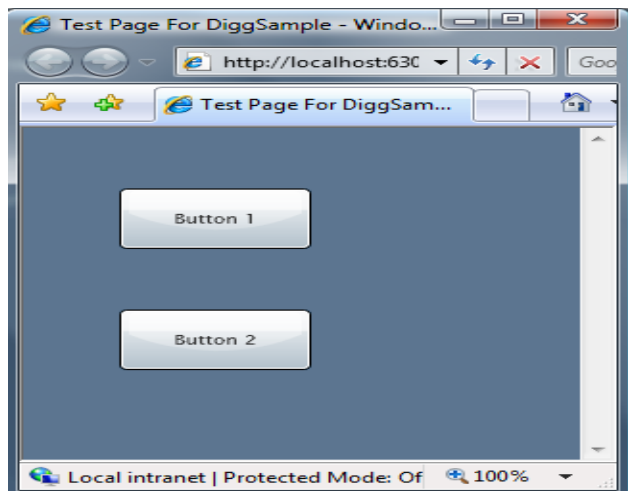 Test Page For DiggSample - Windo...
http://localhost:630
Goo
Test Page For DiggSam...
Button 1
Button 2
Local intranet | Protected Mode: Of
100%